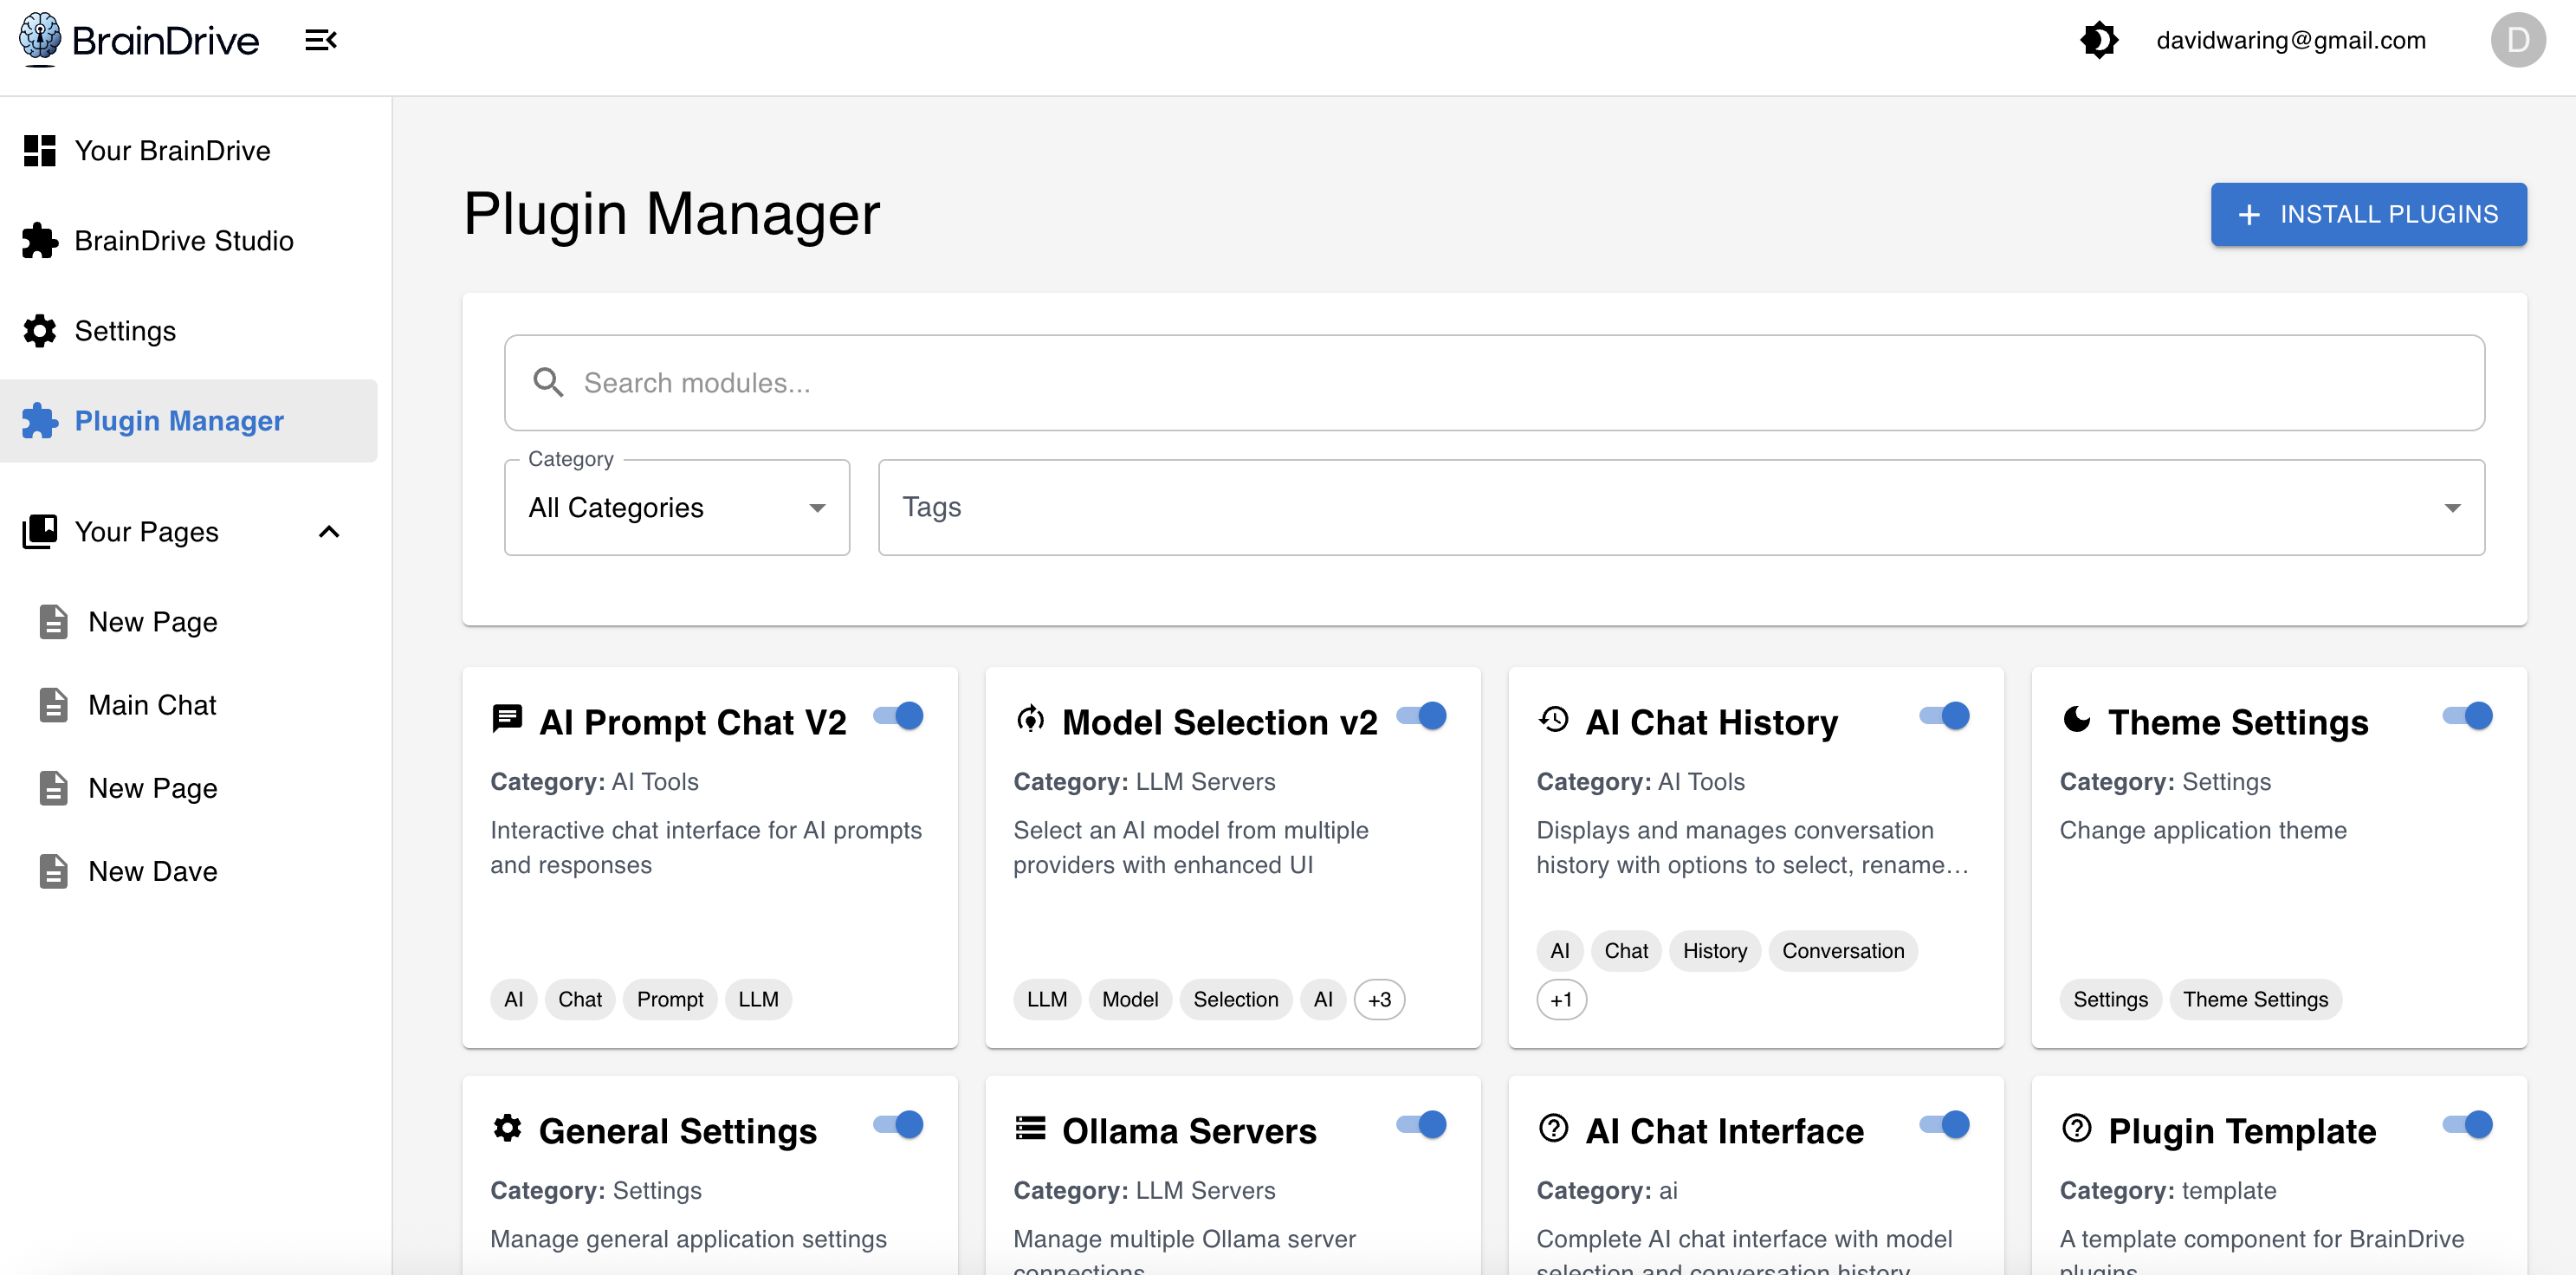 BrainDrive
davidwaring@gmail.com
D
Your BrainDrive
BrainDrive Studio
Settings
Plugin Manager
Your Pages
New Page
Main Chat
New Page
New Dave
Plugin Manager
INSTALL PLUGINS
Search modules...
Category
All Categories
Tags
AI Prompt Chat V2
Category: AI Tools
Interactive chat interface for AI prompts
and responses
AI Chat Prompt LLM
Model Selection v2
Category: LLM Servers
Select an AI model from multiple
providers with enhanced UI
LLM Model Selection AI +3
AI Chat History
Category: AI Tools
Displays and manages conversation
history with options to select, rename...
AI Chat History Conversation
+1
Theme Settings
Category: Settings
Change application theme
Settings Theme Settings
General Settings
Category: Settings
Manage general application settings
Ollama Servers
Category: LLM Servers
Manage multiple Ollama server
connections
AI Chat Interface
Category: ai
Complete AI chat interface with model
selection and conversation history
Plugin Template
Category: template
A template component for BrainDrive
plugins